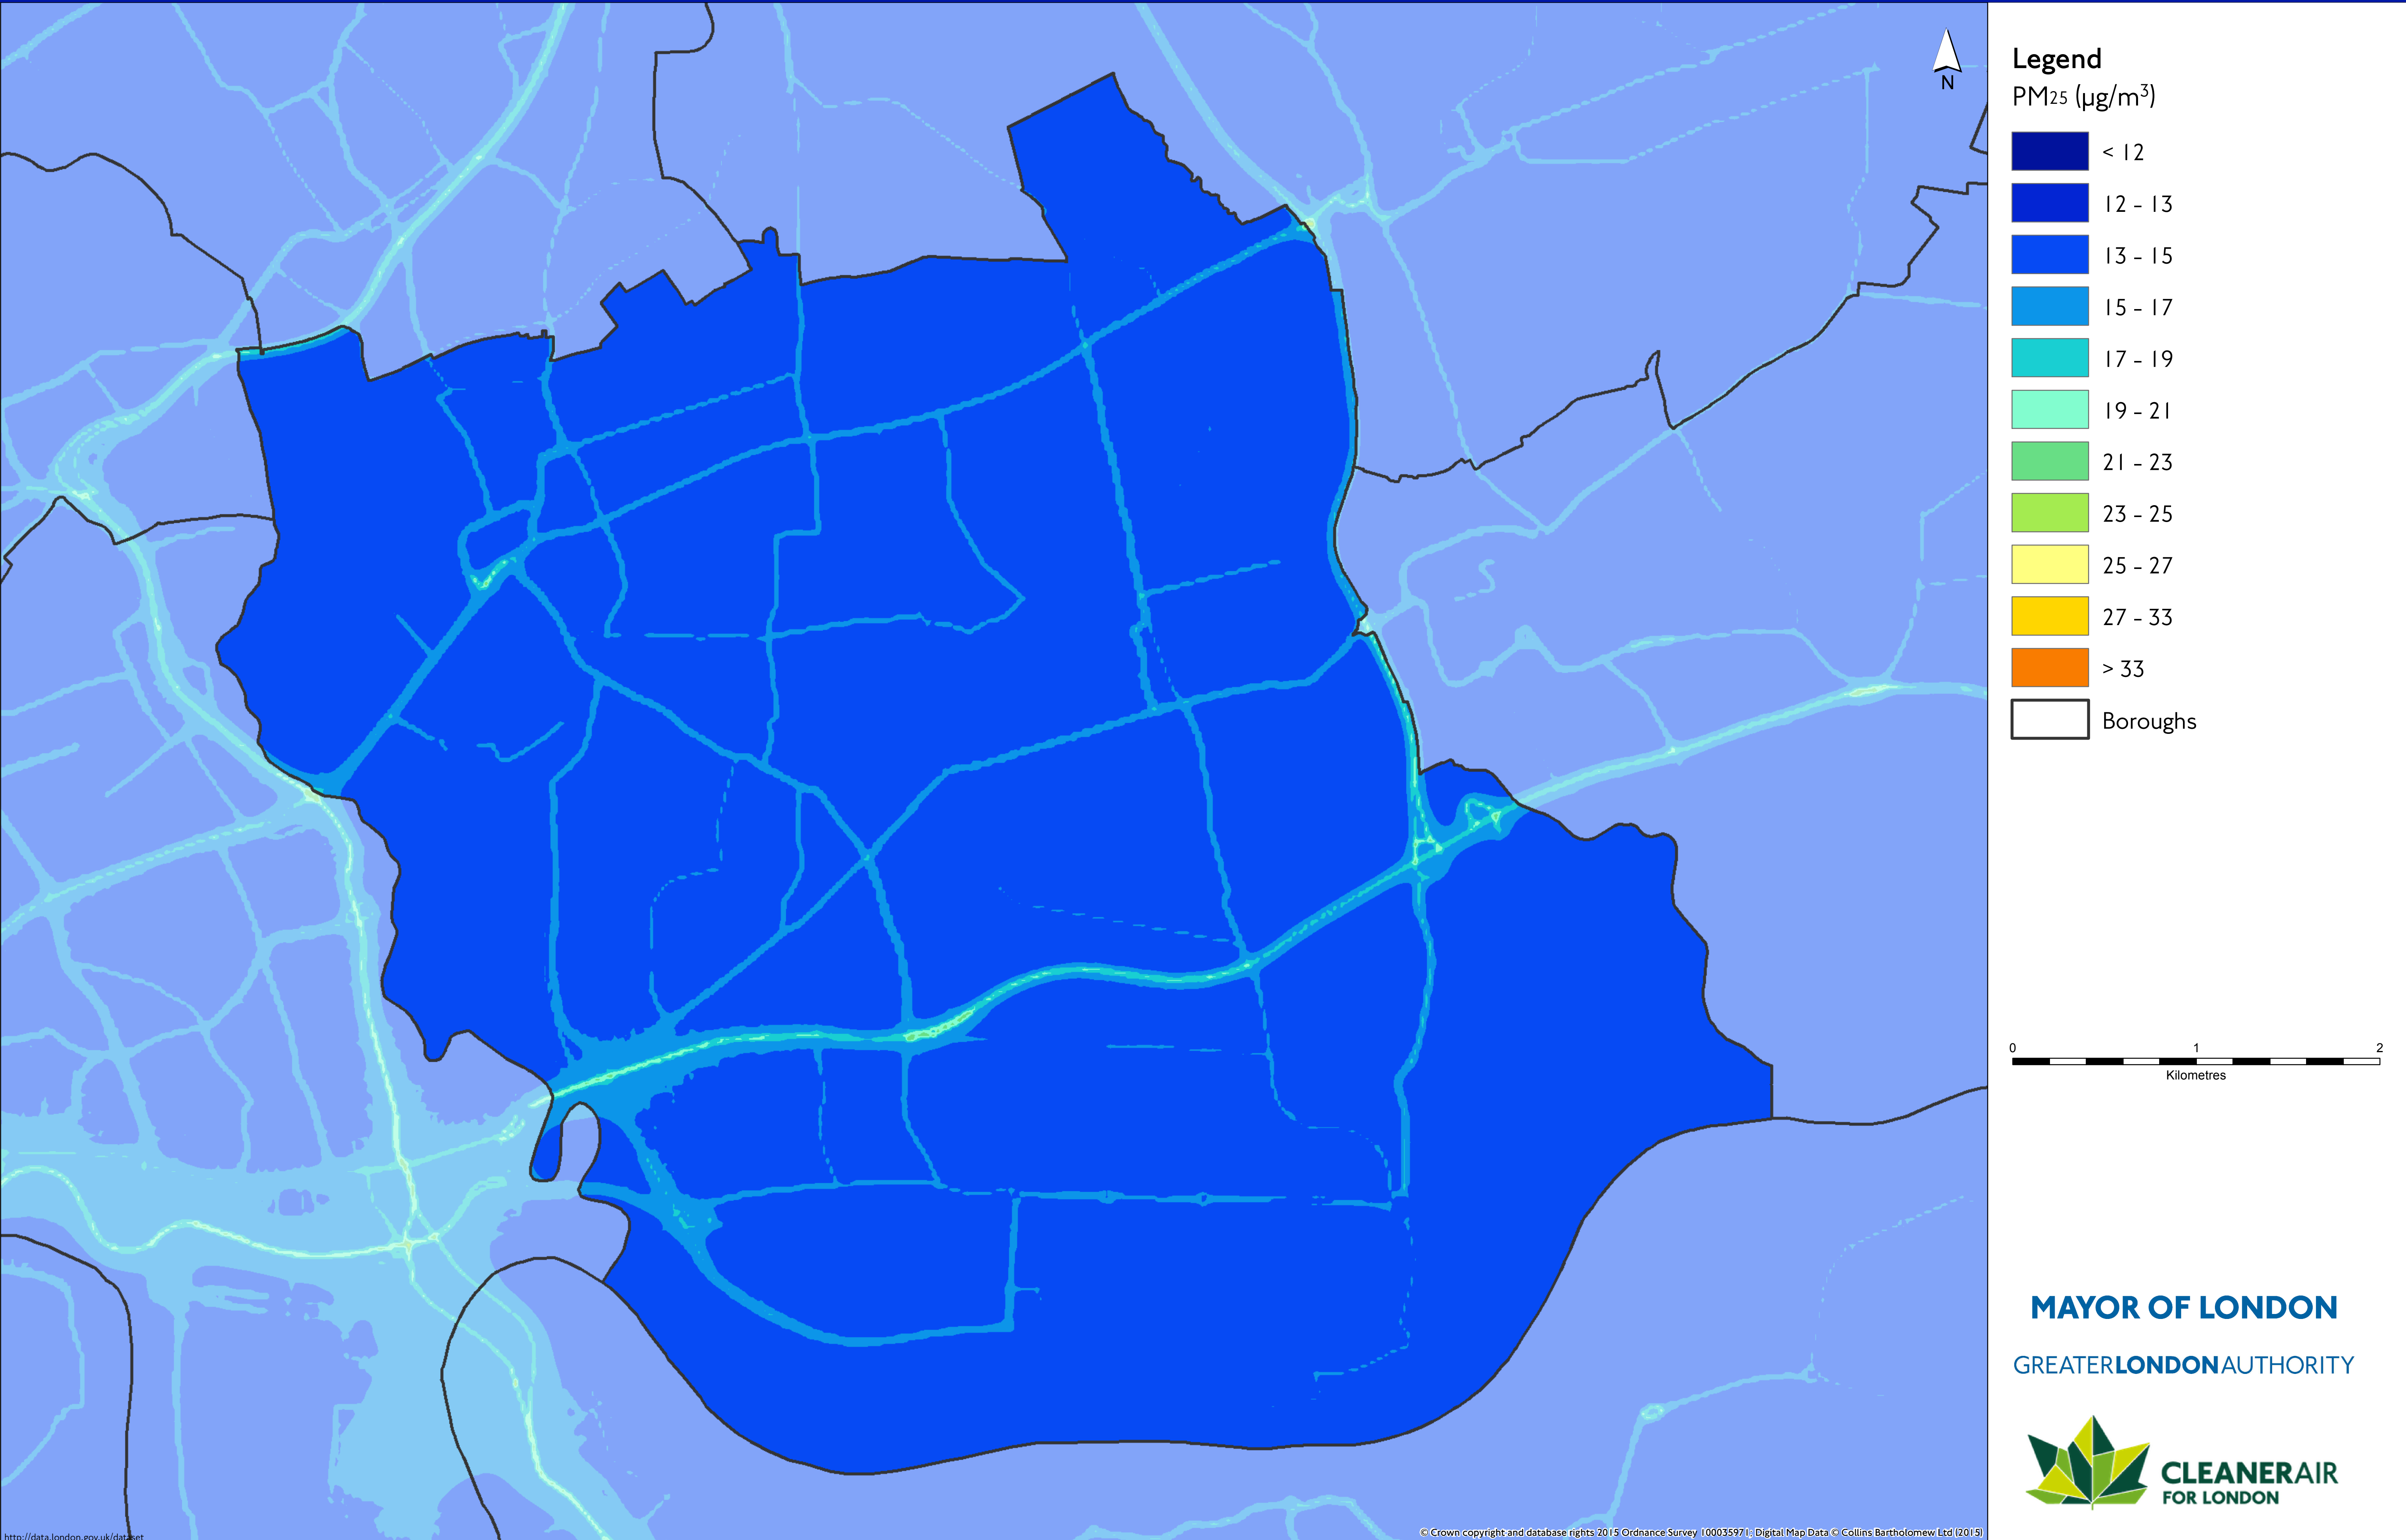 N
Legend
PM25 (µg/m3)
< 12
12 - 13
13 - 15
15 - 17
17 - 19
19 - 21
21 - 23
23 - 25
25 - 27
27 - 33
> 33
Boroughs
0 1 2
Kilometres
MAYOR OF LONDON
GREATERLONDONAUTHORITY
CLEANERAIR
FOR LONDON
http://data.london.gov.uk/dataset
© Crown copyright and database rights 2015 Ordnance Survey 100035971; Digital Map Data © Collins Bartholomew Ltd (2015)